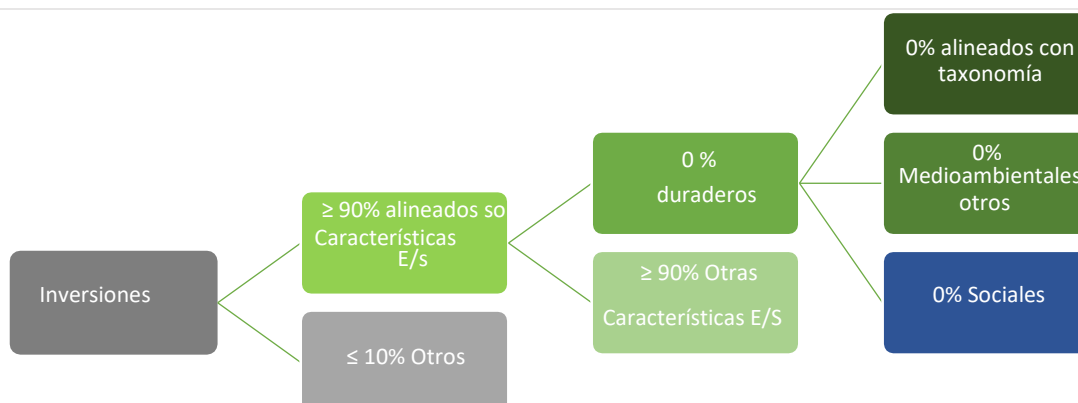 Inversiones
≥ 90% alineados so
Características
E/s
≤ 10% Otros
0 %
duraderos
≥ 90% Otras
Características E/S
0% alineados con
taxonomía
0%
Medioambientales
otros
0% Sociales